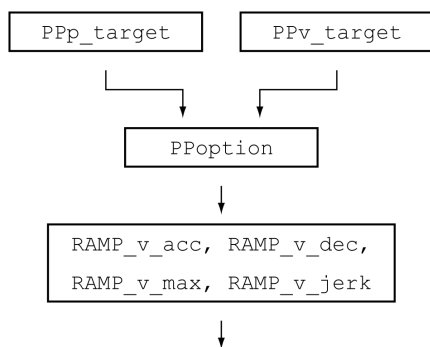 PPp_target
PPv_target
PPoption
RAMP_v_acc, RAMP_v_dec,
RAMP_v_max, RAMP_v_jerk